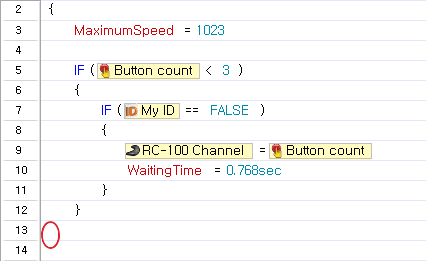 2 {
3 MaximumSpeed = 1023
4
5 IF ( Button count < 3 )
6 {
7 IF ( ID My ID == FALSE )
8 {
9 RC-100 Channel = Button count
10 WaitingTime = 0.768sec
11 }
12 }
13
14